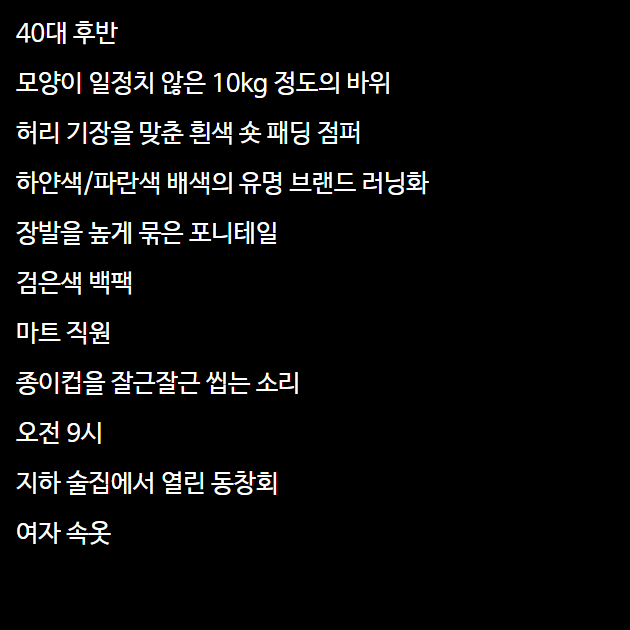 40대 후반
모양이 일정치 않은 10kg 정도의 바위
허리 기장을 맞춘 흰색 숏 패딩 점퍼
하얀색/파란색 배색의 유명 브랜드 러닝화
장발을 높게 묶은 포니테일
검은색 백팩
마트 직원
종이컵을 잘근잘근 씹는 소리
오전 9시
지하 술집에서 열린 동창회
여자 속옷